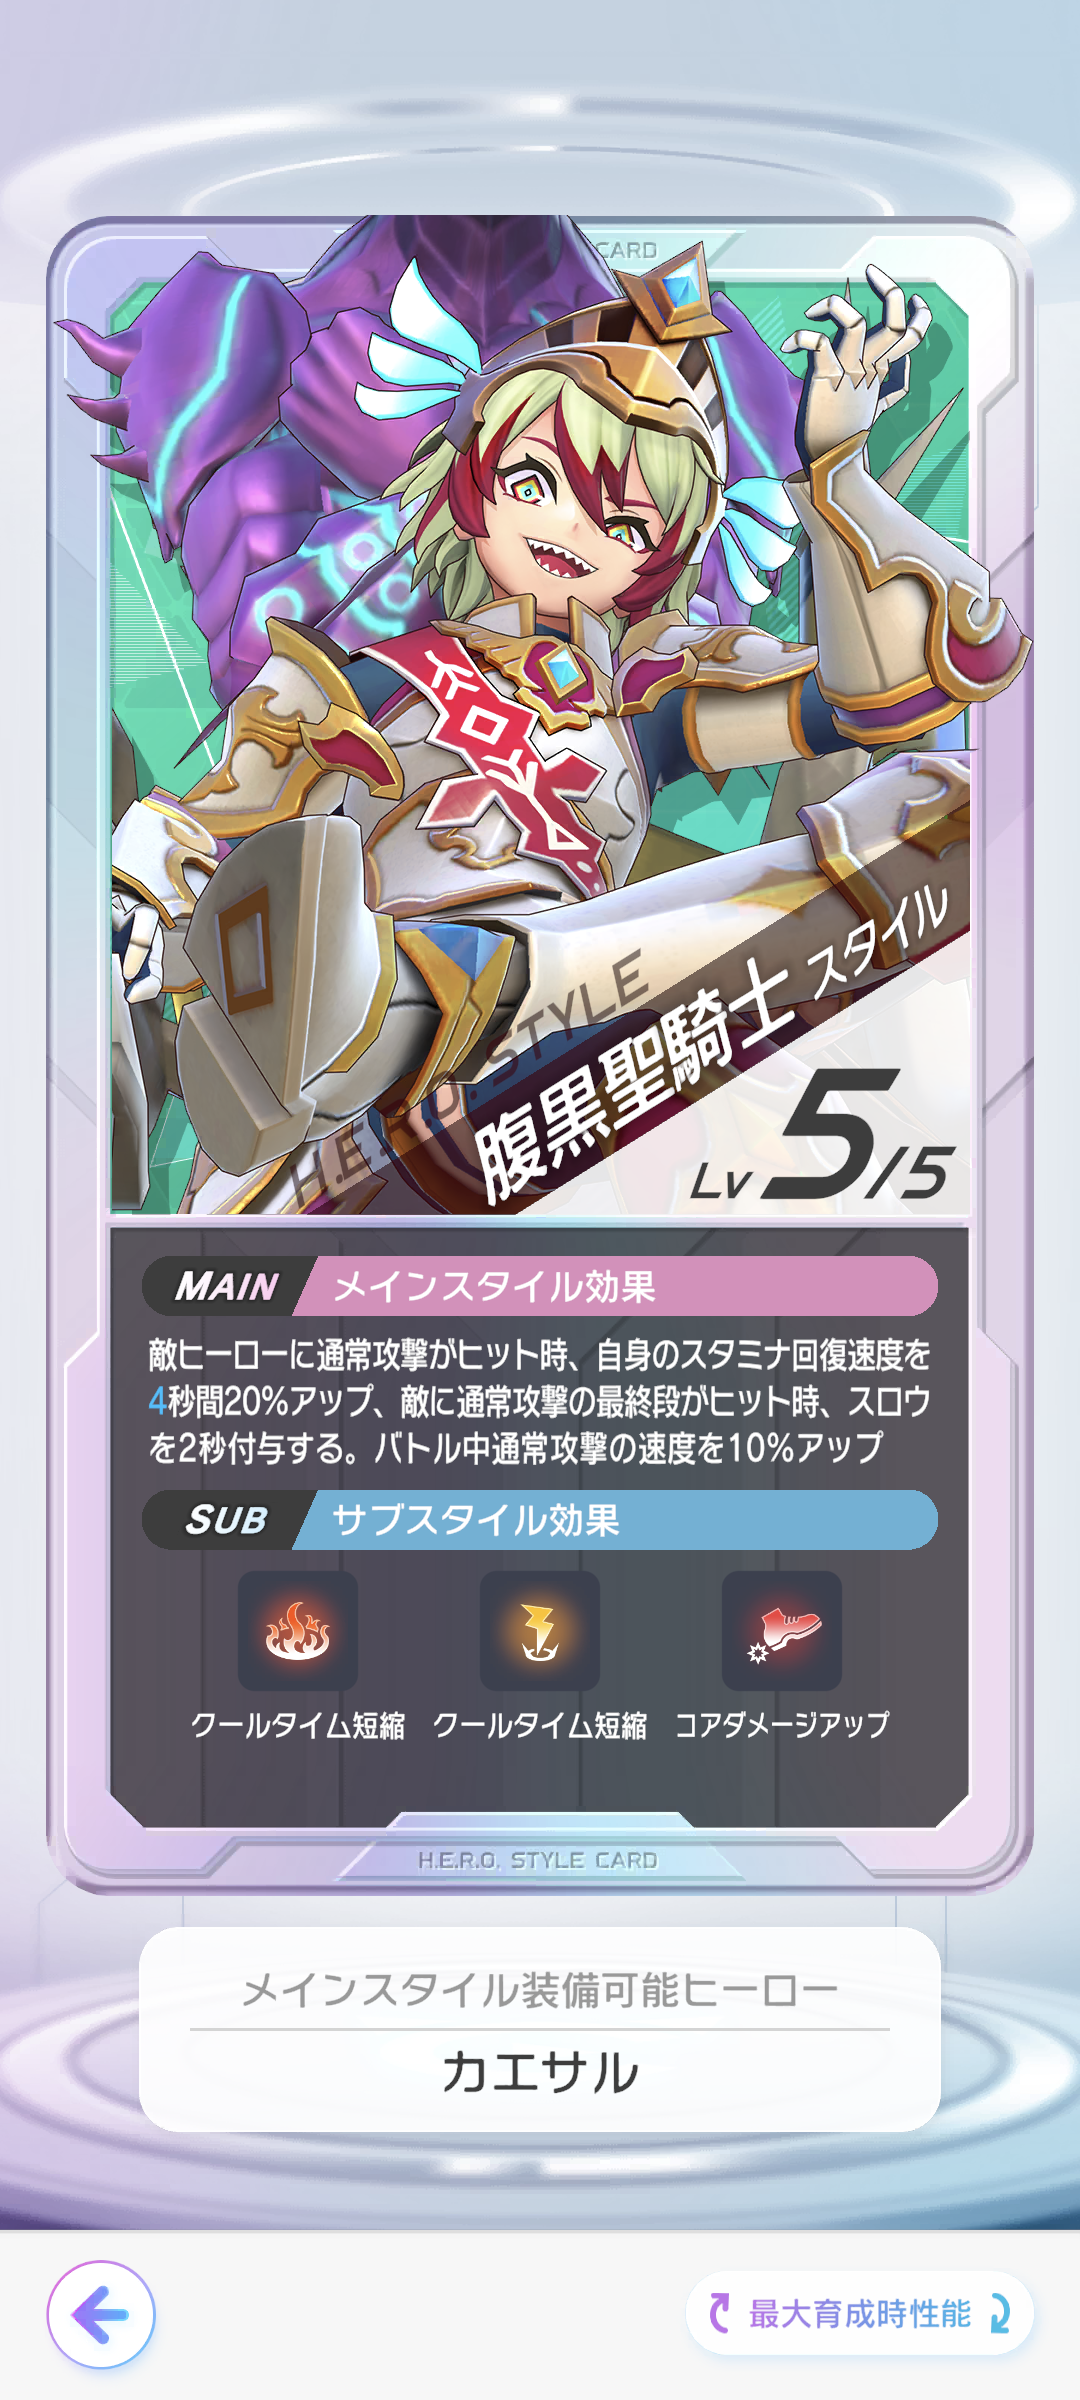 CARD
H.E.R.O. STYLE
腹黒聖騎士 スタイル
Lv 5/5
MAIN メインスタイル効果
敵ヒーローに通常攻撃がヒット時、自身のスタミナ回復速度を
4秒間20%アップ、敵に通常攻撃の最終段がヒット時、スロウ
を2秒付与する。バトル中通常攻撃の速度を10%アップ
SUB サブスタイル効果
クールタイム短縮 クールタイム短縮 コアダメージアップ
H.E.R.O. STYLE CARD
メインスタイル装備可能ヒーロー
カエサル
最大育成時性能